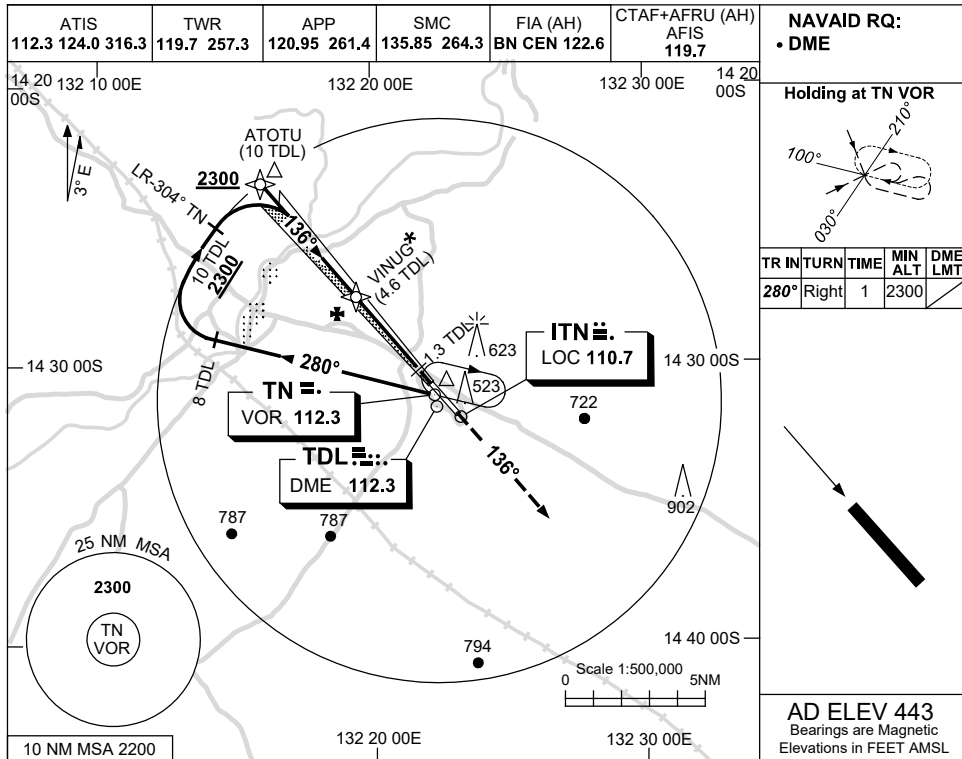 ATIS
112.3 124.0 316.3
TWR
119.7 257.3
APP
120.95 261.4
SMC
135.85 264.3
FIA (AH)
BN CEN 122.6
CTAF+AFRU (AH)
AFIS
119.7
NAVAID RQ:
• DME
14 20
00S
132 10 00E
132 20 00E
132 30 00E
14 20
00S
Holding at TN VOR
210°
100°
030°
TR IN
TURN
TIME
MIN
ALT
DME
LMT
280°
Right
1
2300
3° E
ATOTU
(10 TDL)
2300
LR-304° TN
10 TDL
2300
136°
VINUG*
(4.6 TDL)
1.3 TDL
623
ITN
LOC 110.7
14 30 00S
14 30 00S
8 TDL
280°
TN
VOR 112.3
523
722
TDL
DME 112.3
136°
902
787
787
25 NM MSA
2300
TN
VOR
794
14 40 00S
Scale 1:500,000
0
5NM
10 NM MSA 2200
132 20 00E
132 30 00E
AD ELEV 443
Bearings are Magnetic
Elevations in FEET AMSL